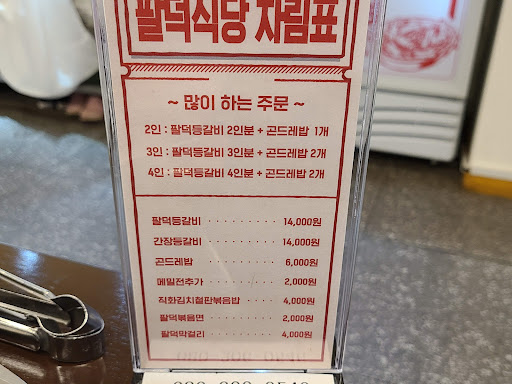 팔덕식당 차림표
~ 많이 하는 주문 ~
2인 : 팔덕등갈비 2인분 + 곤드레밥 1개
3인 : 팔덕등갈비 3인분 + 곤드레밥 2개
4인 : 팔덕등갈비 4인분 + 곤드레밥 2개
팔덕등갈비 ·········· 14,000원
간장등갈비 ·········· 14,000원
곤드레밥 ·········· 6,000원
메밀전추가 ·········· 2,000원
직화김치철판볶음밥 ···· 4,000원
팔덕볶음면 ·········· 2,000원
팔덕막걸리 ·········· 4,000원